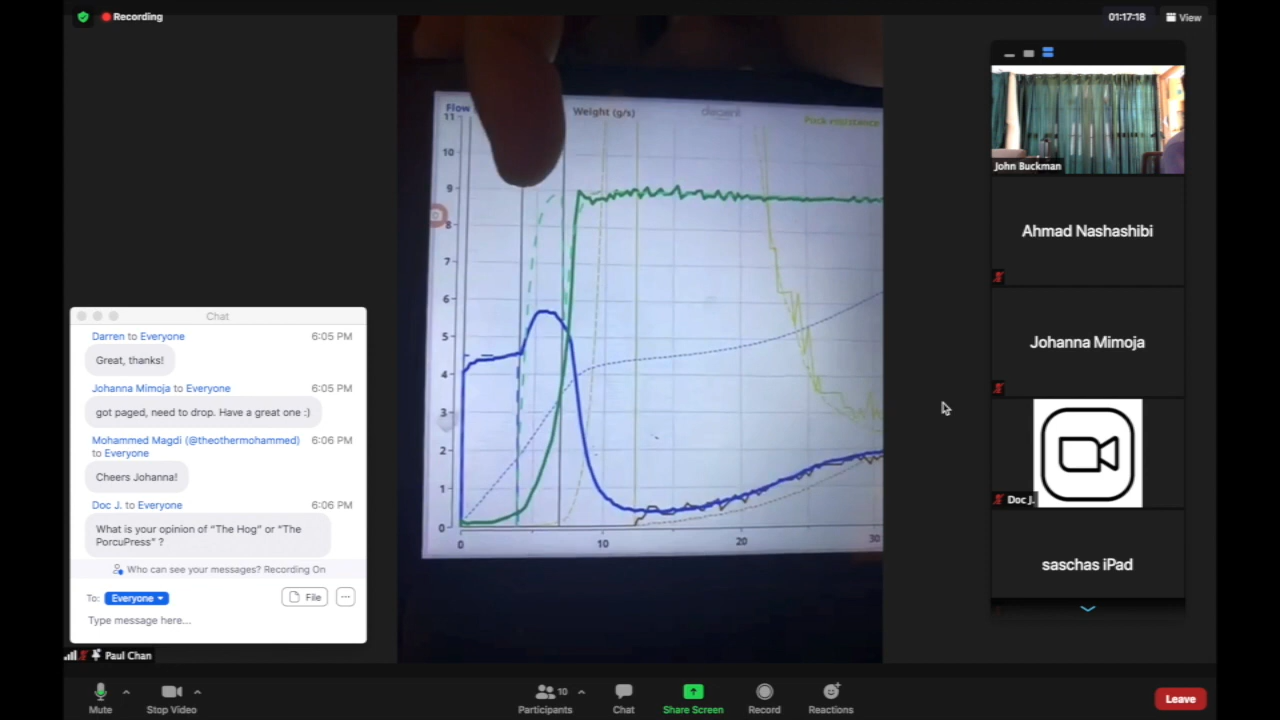 Recording
01:17:18
View
Flow
Weight (g/s)
decent
Puck resistance
11
10
9
8
7
6
5
4
3
2
1
0
0
10
20
30
John Buckman
Ahmad Nashashibi
Johanna Mimoja
Doc J.
saschas iPad
Chat
Darren to Everyone 6:05 PM
Great, thanks!
Johanna Mimoja to Everyone 6:05 PM
got paged, need to drop. Have a great one :)
Mohammed Magdi (@theothermohammed) 6:06 PM
to Everyone
Cheers Johanna!
Doc J. to Everyone 6:06 PM
What is your opinion of “The Hog” or “The
PorcuPress” ?
Who can see your messages? Recording On
To: Everyone
File
Type message here...
Paul Chan
Mute
Stop Video
10
Participants
Chat
Share Screen
Record
Reactions
Leave